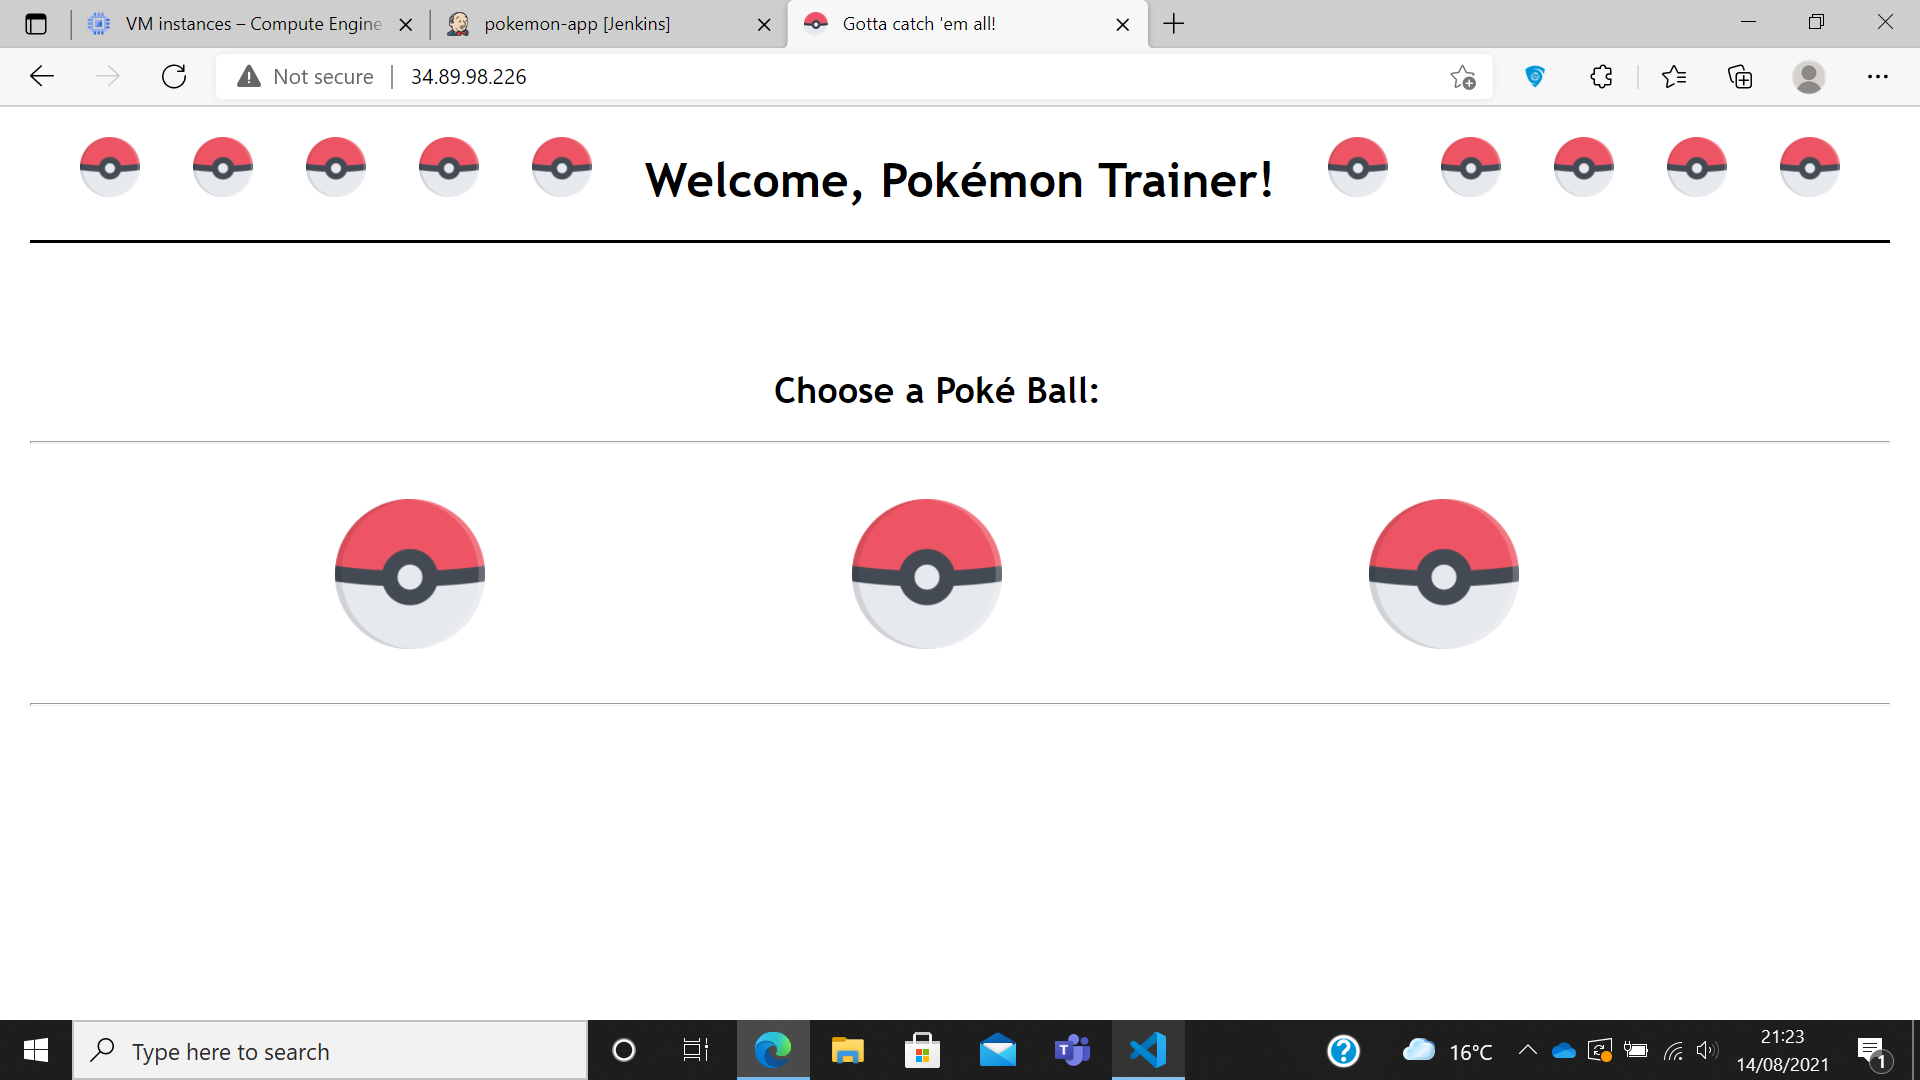 VM instances – Compute Engine
pokemon-app [Jenkins]
Gotta catch 'em all!
Not secure
34.89.98.226
Welcome, Pokémon Trainer!
Choose a Poké Ball:
Type here to search
16°C
21:23
14/08/2021
1